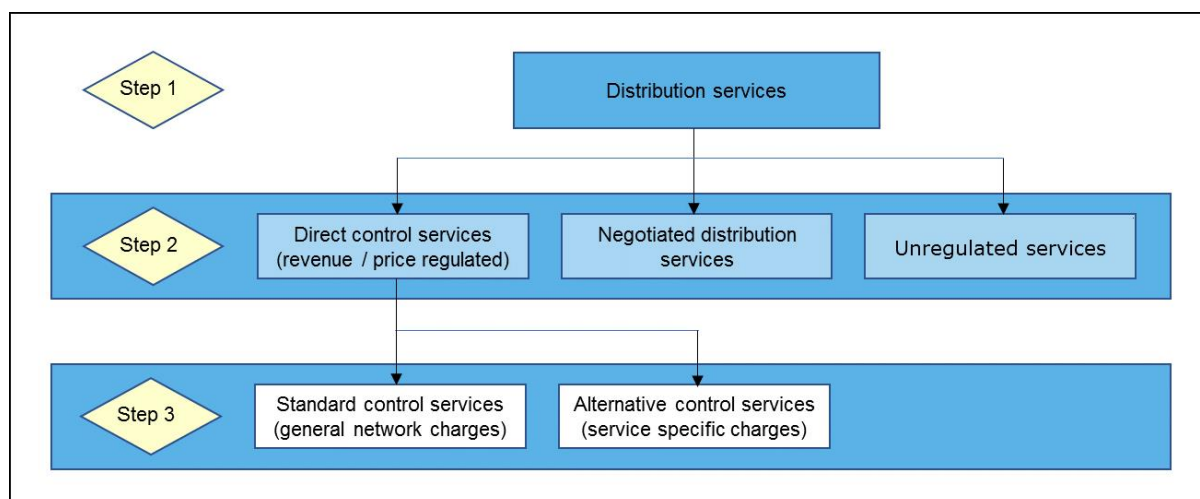 Step 1
Distribution services
Step 2
Direct control services
(revenue / price regulated)
Negotiated distribution
services
Unregulated services
Step 3
Standard control services
(general network charges)
Alternative control services
(service specific charges)